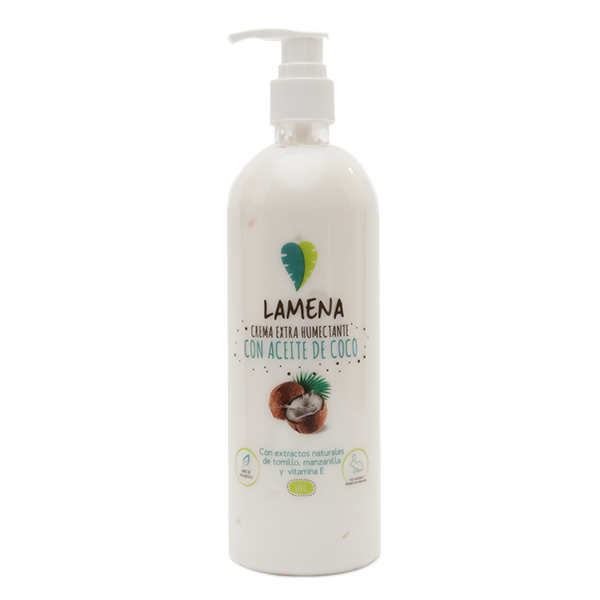 LAMENA
CREMA EXTRA HUMECTANTE
CON ACEITE DE COCO
Con extractos naturales
de tomillo, manzanilla
y vitamina E